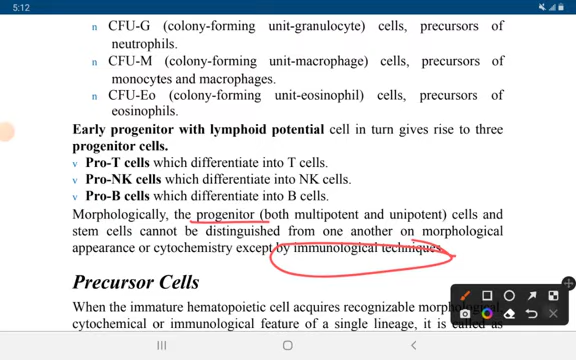 5:12
n CFU-G (colony-forming unit-granulocyte) cells, precursors of
neutrophils.
n CFU-M (colony-forming unit-macrophage) cells, precursors of
monocytes and macrophages.
n CFU-Eo (colony-forming unit-eosinophil) cells, precursors of
eosinophils.
Early progenitor with lymphoid potential cell in turn gives rise to three
progenitor cells.
v Pro-T cells which differentiate into T cells.
v Pro-NK cells which differentiate into NK cells.
v Pro-B cells which differentiate into B cells.
Morphologically, the progenitor (both multipotent and unipotent) cells and
stem cells cannot be distinguished from one another on morphological
appearance or cytochemistry except by immunological techniques.
Precursor Cells
When the immature hematopoietic cell acquires recognizable morphological,
cytochemical or immunological feature of a single lineage, it is called as